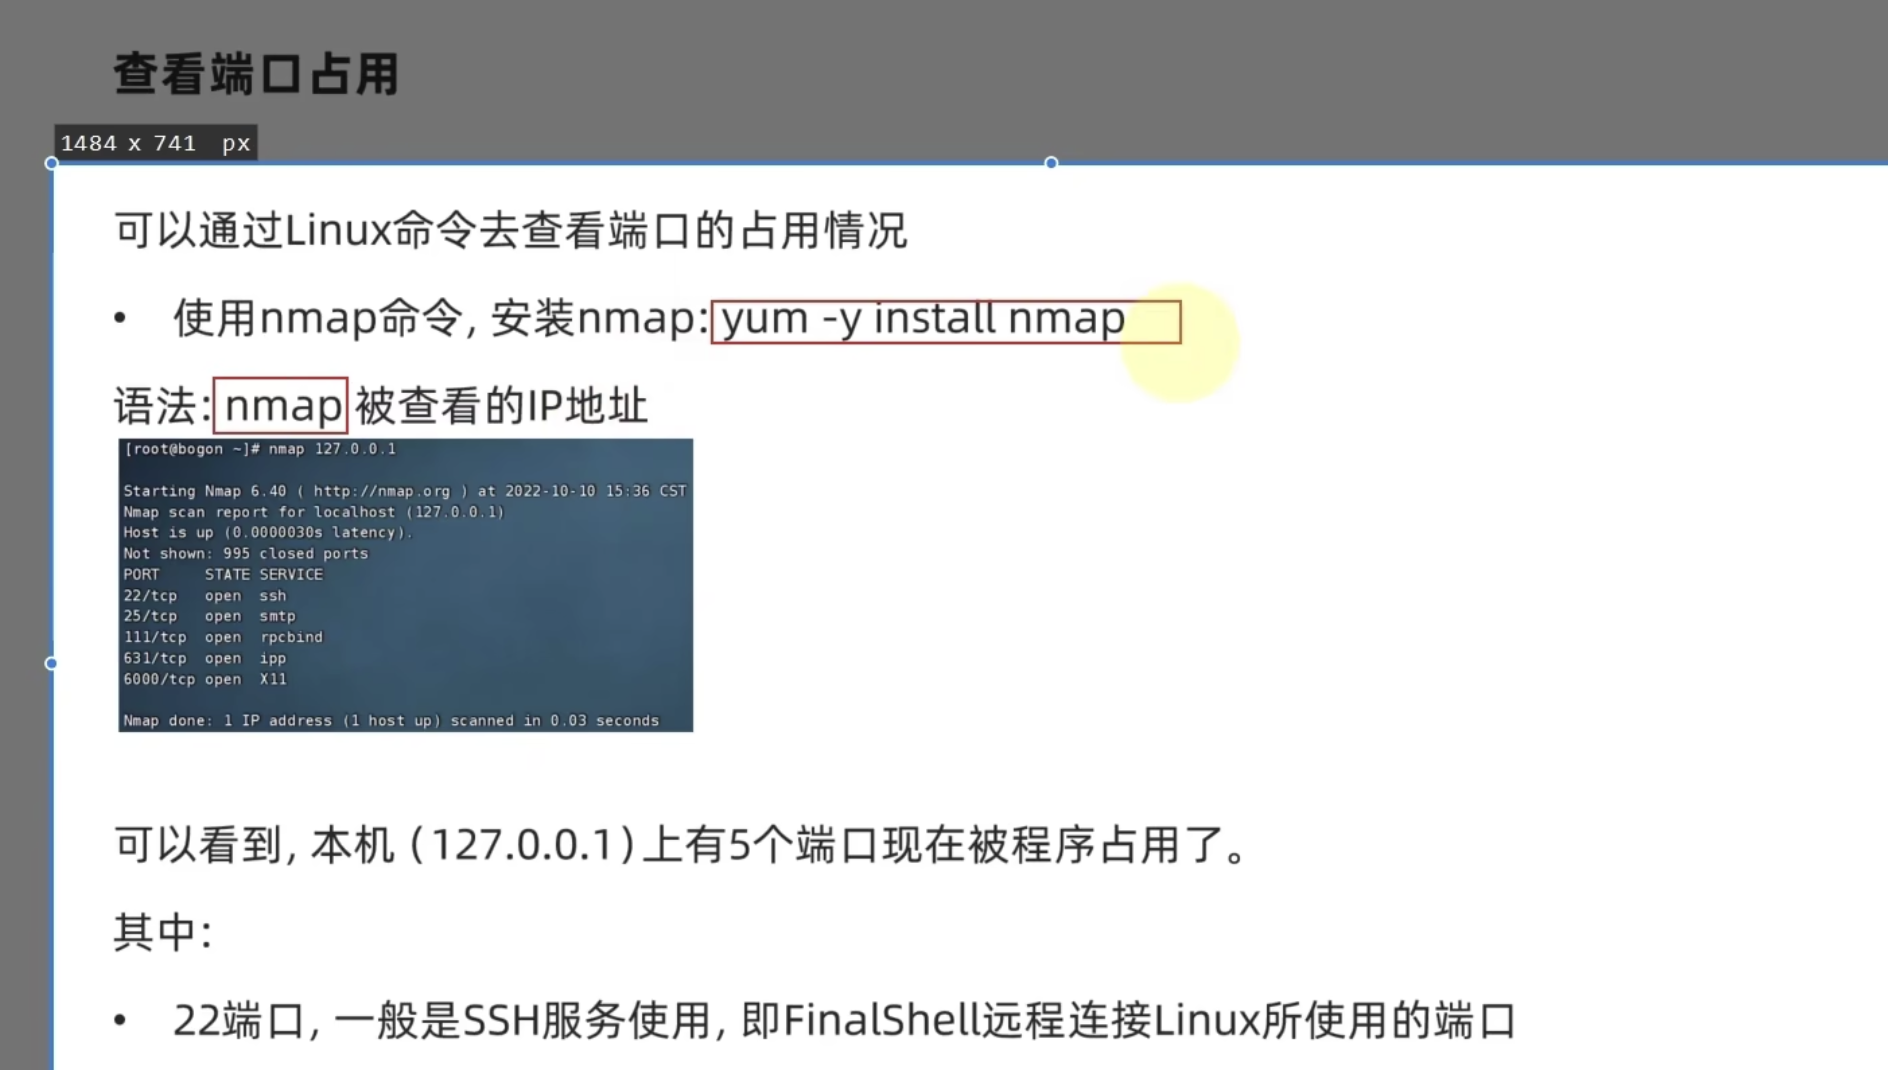 查看端口占用
1484 x 741 px
可以通过Linux命令去查看端口的占用情况
• 使用nmap命令, 安装nmap: yum -y install nmap
语法: nmap 被查看的IP地址
[root@bogon ~]# nmap 127.0.0.1
Starting Nmap 6.40 ( http://nmap.org ) at 2022-10-10 15:36 CST
Nmap scan report for localhost (127.0.0.1)
Host is up (0.0000030s latency).
Not shown: 995 closed ports
PORT     STATE SERVICE
22/tcp   open  ssh
25/tcp   open  smtp
111/tcp  open  rpcbind
631/tcp  open  ipp
6000/tcp open  X11
Nmap done: 1 IP address (1 host up) scanned in 0.03 seconds
可以看到, 本机 (127.0.0.1) 上有5个端口现在被程序占用了。
其中:
• 22端口, 一般是SSH服务使用, 即FinalShell远程连接Linux所使用的端口